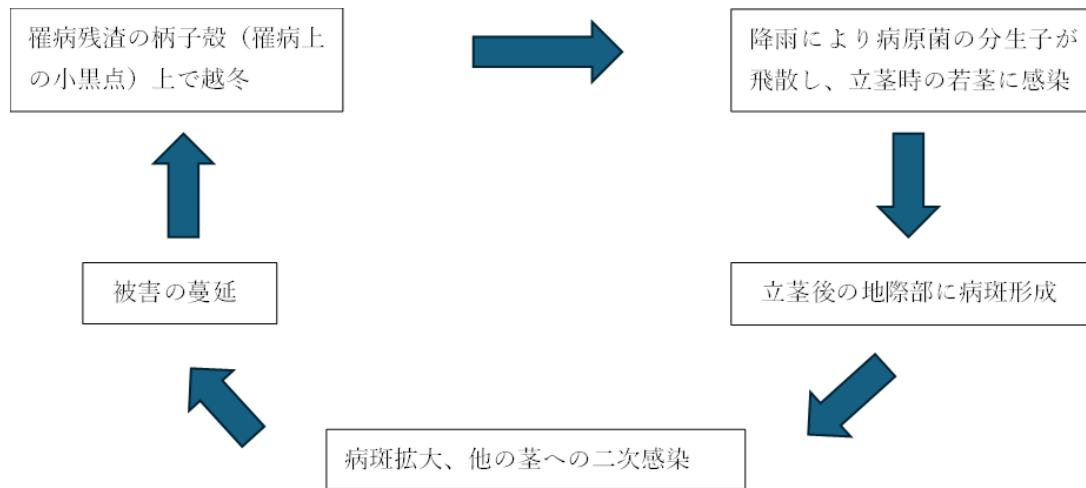 罹病残渣の柄子殻（罹病上
の小黒点）上で越冬
降雨により病原菌の分生子が
飛散し、立茎時の若茎に感染
立茎後の地際部に病斑形成
病斑拡大、他の茎への二次感染
被害の蔓延